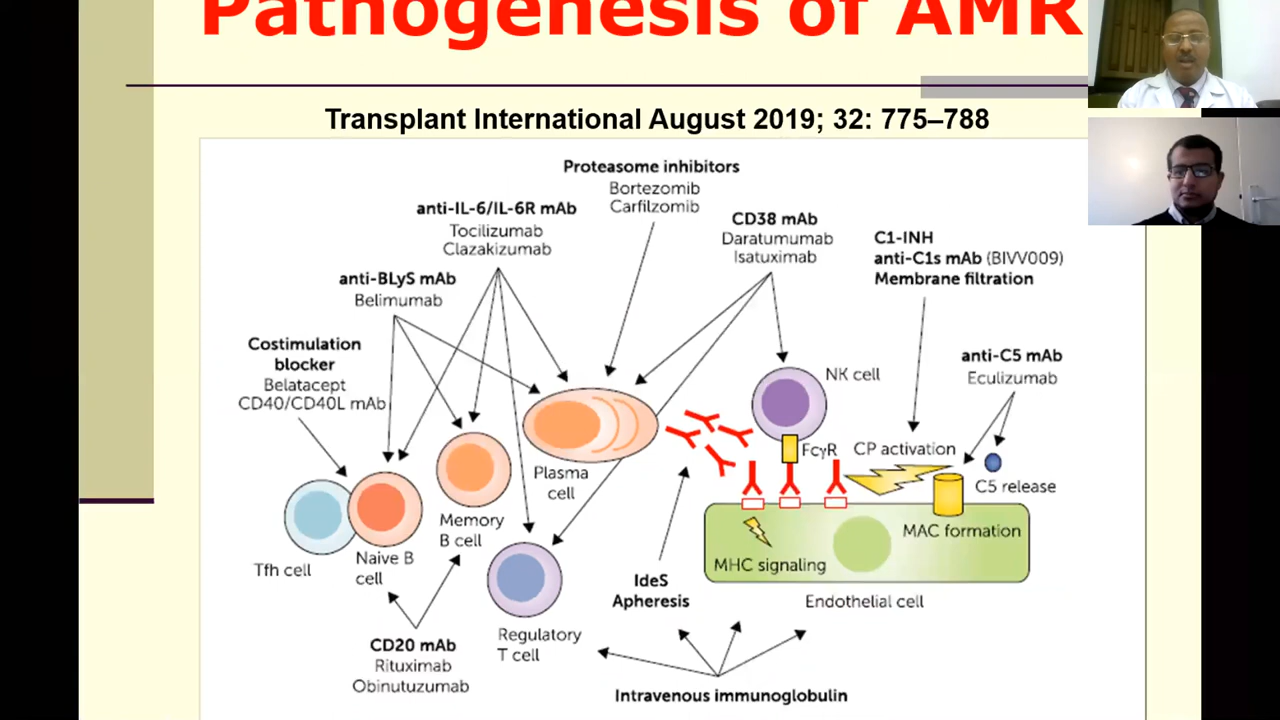 Pathogenesis of AMR
Transplant International August 2019; 32: 775–788
Proteasome inhibitors
Bortezomib
Carfilzomib
anti-IL-6/IL-6R mAb
Tocilizumab
Clazakizumab
CD38 mAb
Daratumumab
Isatuximab
C1-INH
anti-C1s mAb (BIVV009)
Membrane filtration
anti-BLyS mAb
Belimumab
Costimulation
blocker
Belatacept
CD40/CD40L mAb
anti-C5 mAb
Eculizumab
NK cell
FcγR
CP activation
C5 release
Plasma
cell
Memory
B cell
MAC formation
MHC signaling
Tfh cell
Naive B
cell
IdeS
Apheresis
Endothelial cell
Regulatory
T cell
CD20 mAb
Rituximab
Obinutuzumab
Intravenous immunoglobulin